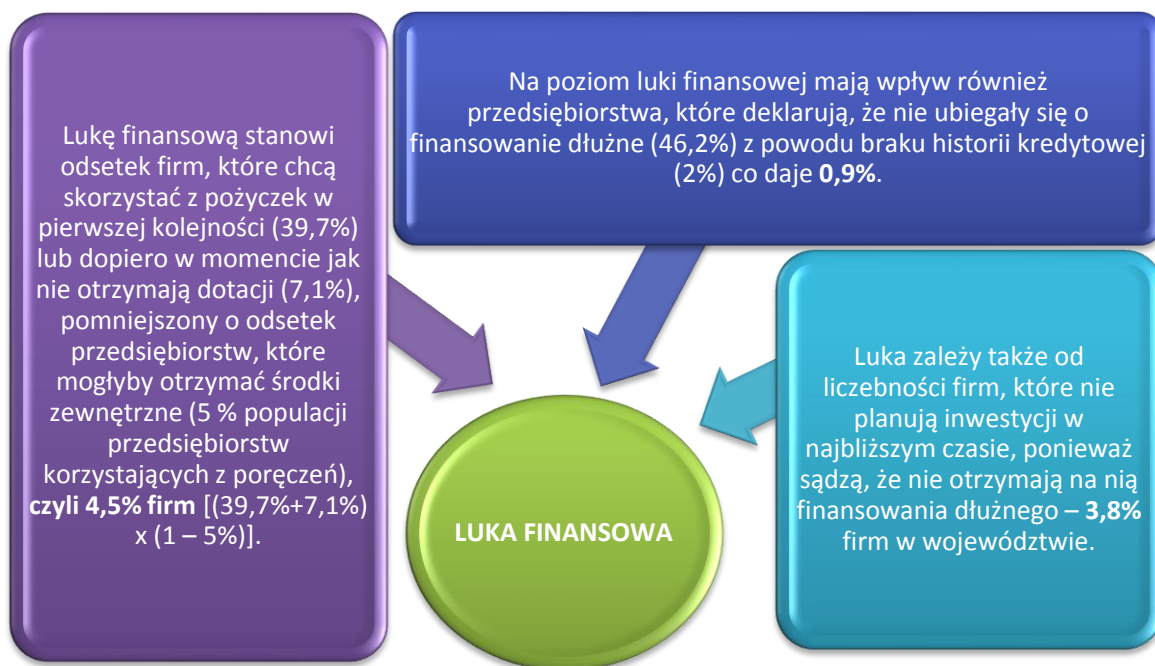 Lukę finansową stanowi
odsetek firm, które chcą
skorzystać z pożyczek w
pierwszej kolejności (39,7%)
lub dopiero w momencie jak
nie otrzymają dotacji (7,1%),
pomniejszony o odsetek
przedsiębiorstw, które
mogłyby otrzymać środki
zewnętrzne (5 % populacji
przedsiębiorstw
korzystających z poręczeń),
czyli 4,5% firm [(39,7%+7,1%)
x (1 – 5%)].
Na poziom luki finansowej mają wpływ również
przedsiębiorstwa, które deklarują, że nie ubiegały się o
finansowanie dłużne (46,2%) z powodu braku historii kredytowej
(2%) co daje 0,9%.
Luka zależy także od
liczebności firm, które nie
planują inwestycji w
najbliższym czasie, ponieważ
sądzą, że nie otrzymają na nią
finansowania dłużnego – 3,8%
firm w województwie.
LUKA FINANSOWA